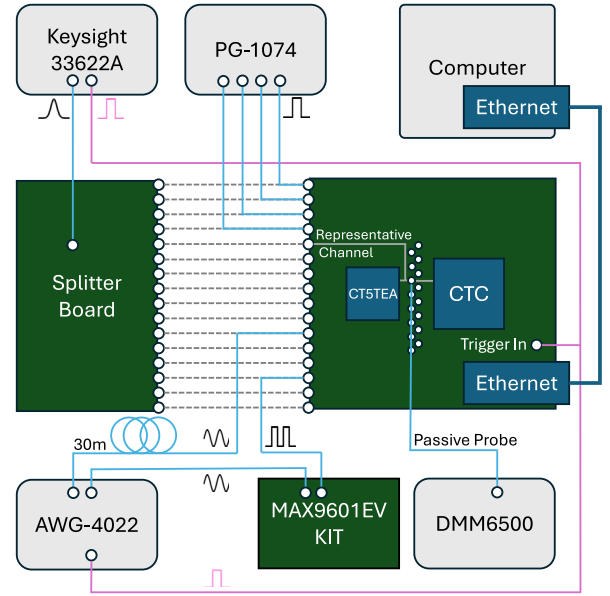 Keysight
33622A
PG-1074
Computer
Ethernet
Representative
Channel
Splitter
Board
CT5TEA
CTC
Trigger In
Ethernet
30m
Passive Probe
AWG-4022
MAX9601EV
KIT
DMM6500